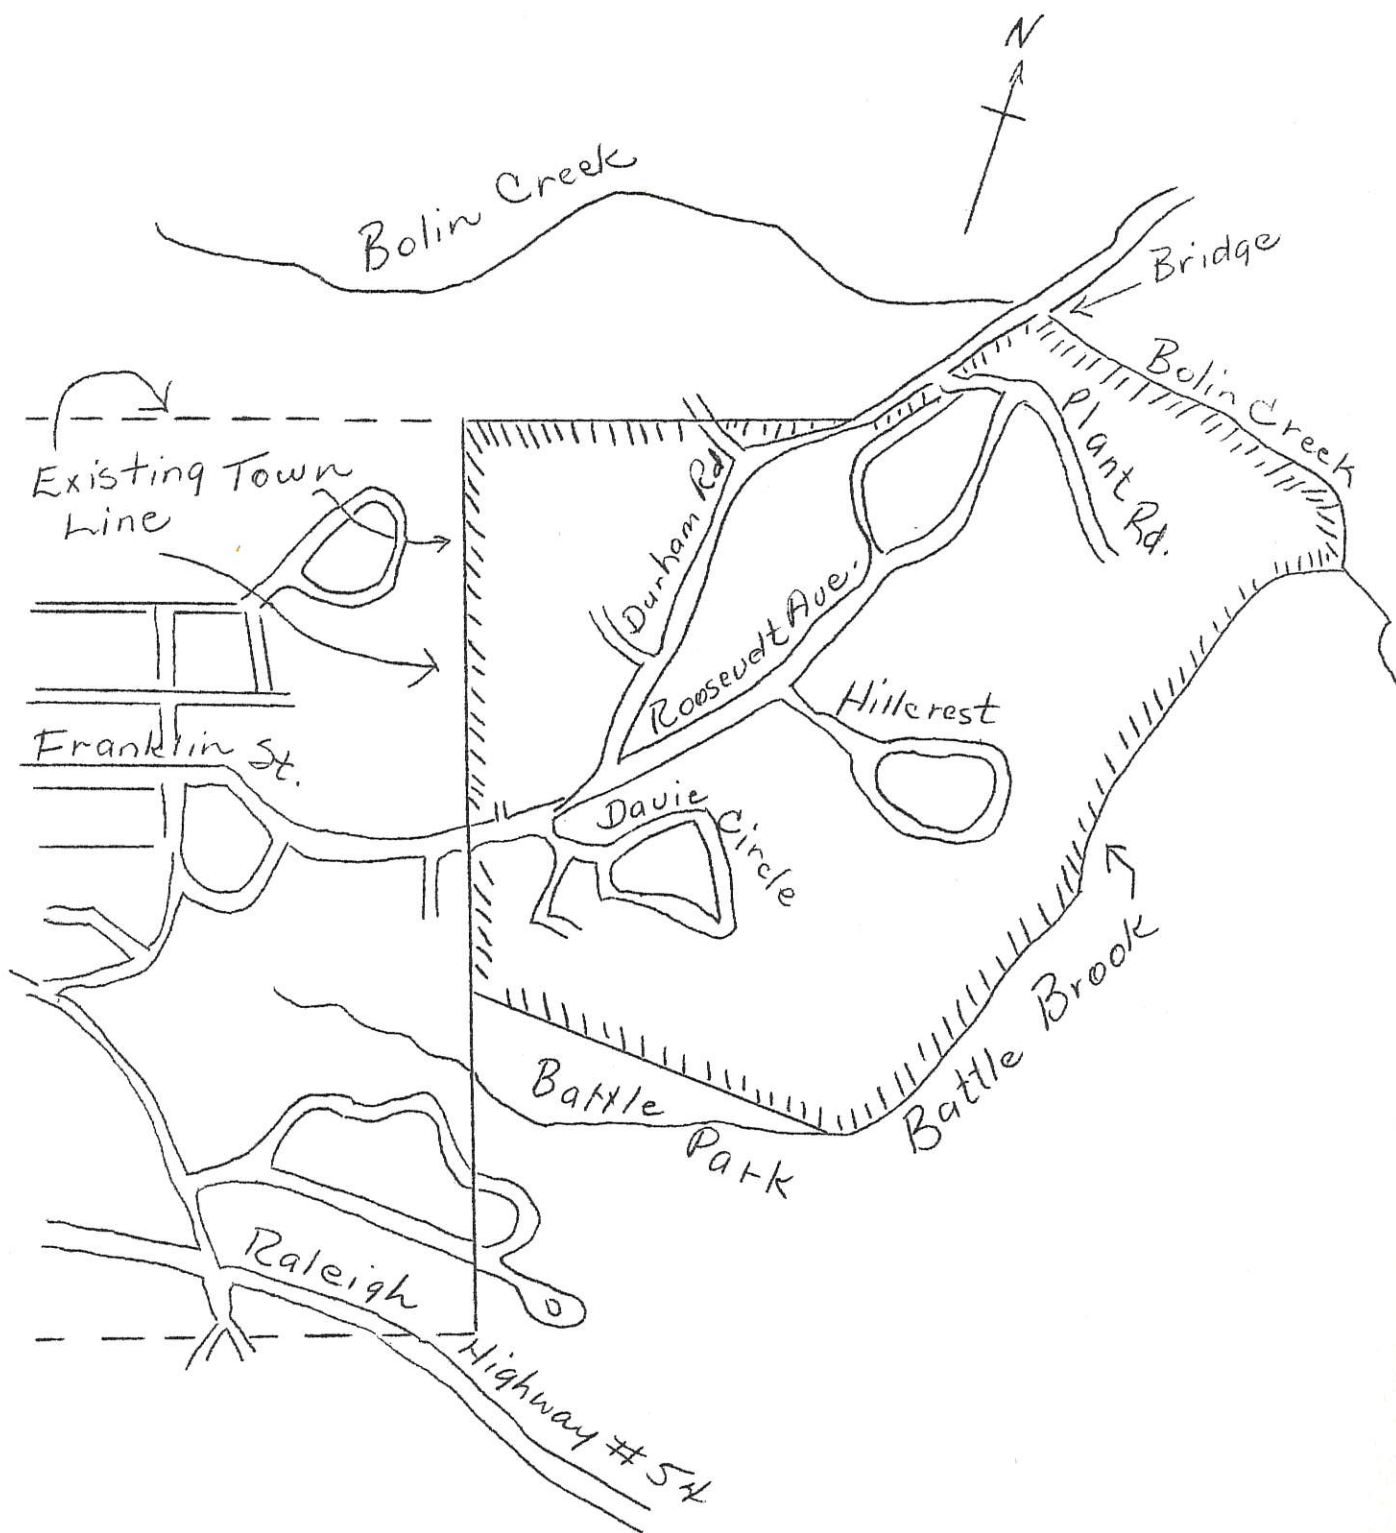 N
Bolin Creek
Bridge
Bolin Creek
Existing Town
Line
Durham Rd
Plant Rd.
Roosevelt Ave.
Hillcrest
Franklin St.
Davie Circle
Battle Brook
Battle
Park
Raleigh
Highway #54